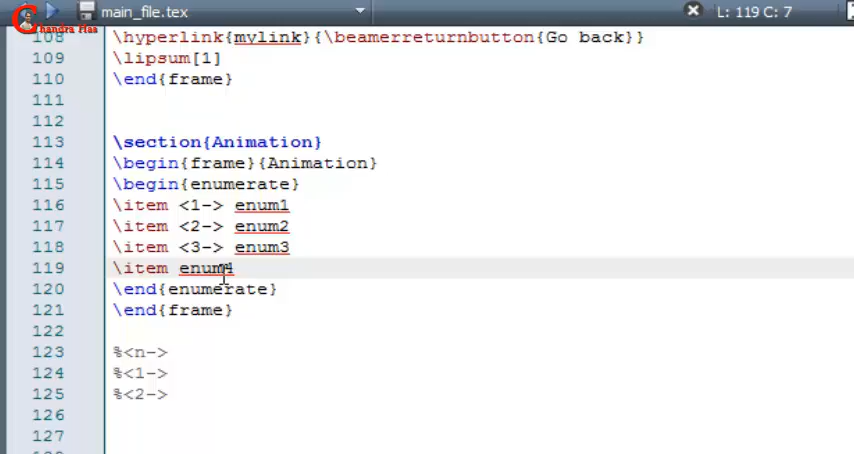 main_file.tex
L: 119 C: 7
Chandra Has
108 \hyperlink{mylink}{\beamerreturnbutton{Go back}}
109 \lipsum[1]
110 \end{frame}
111
112
113 \section{Animation}
114 \begin{frame}{Animation}
115 \begin{enumerate}
116 \item <1-> enum1
117 \item <2-> enum2
118 \item <3-> enum3
119 \item enum4
120 \end{enumerate}
121 \end{frame}
122
123 %<n->
124 %<1->
125 %<2->
126
127